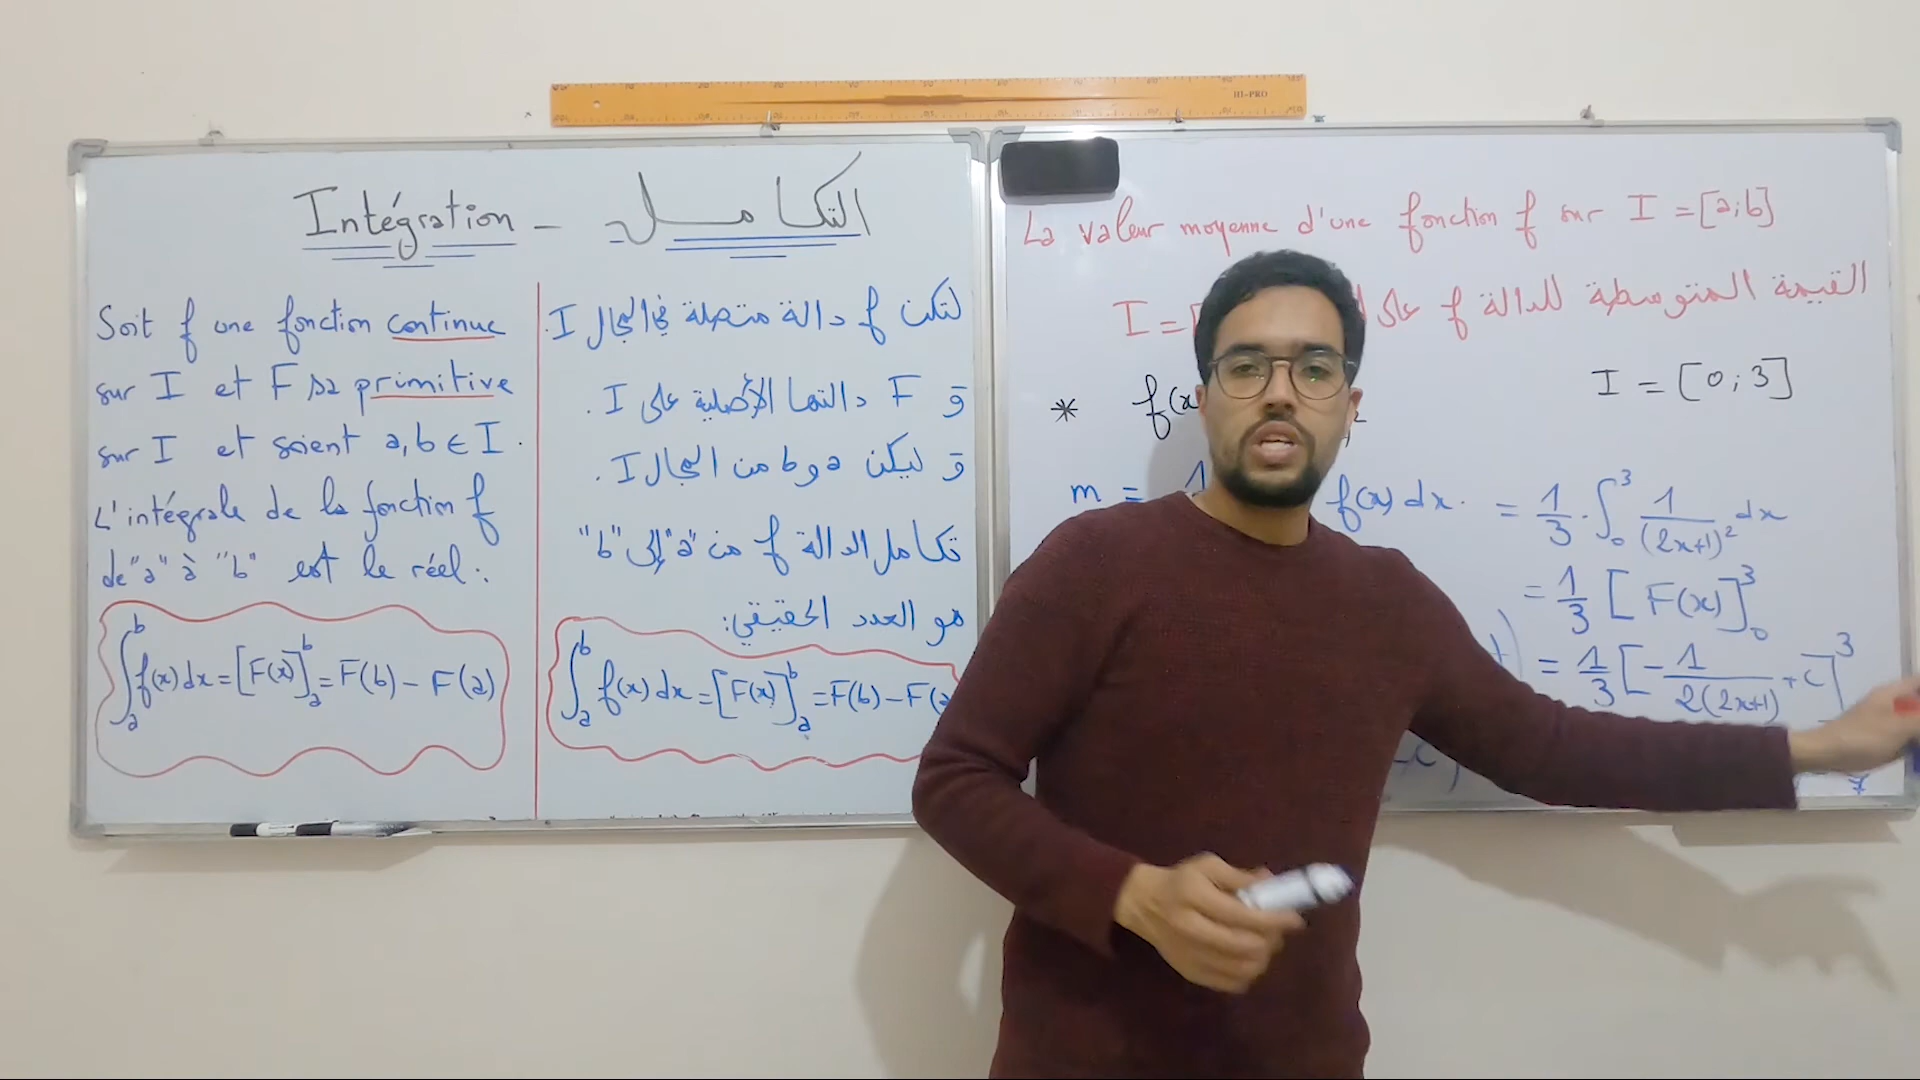 HI-PRO
Intégration - التكامل
Soit f une fonction continue
sur I et F sa primitive
sur I et soient a, b ∈ I.
L'intégrale de la fonction f
de "a" à "b" est le réel:
∫_a^b f(x) dx = [F(x)]_a^b = F(b) - F(a)
لتكن f دالة متصلة في المجال I.
و F دالتها الأصلية على I.
و ليكن a و b من المجال I.
تكامل الدالة f من "a" إلى "b"
هو العدد الحقيقي:
∫_a^b f(x) dx = [F(x)]_a^b = F(b) - F(a
La valeur moyenne d'une fonction f sur I = [a;b]
القيمة المتوسطة للدالة f على
I =
* f(x
I = [0;3]
m = f(x) dx. = 1/3 . ∫_0^3 1/(2x+1)^2 dx
= 1/3 [F(x)]_0^3
= 1/3 [- 1/(2(2x+1)) + C]^3